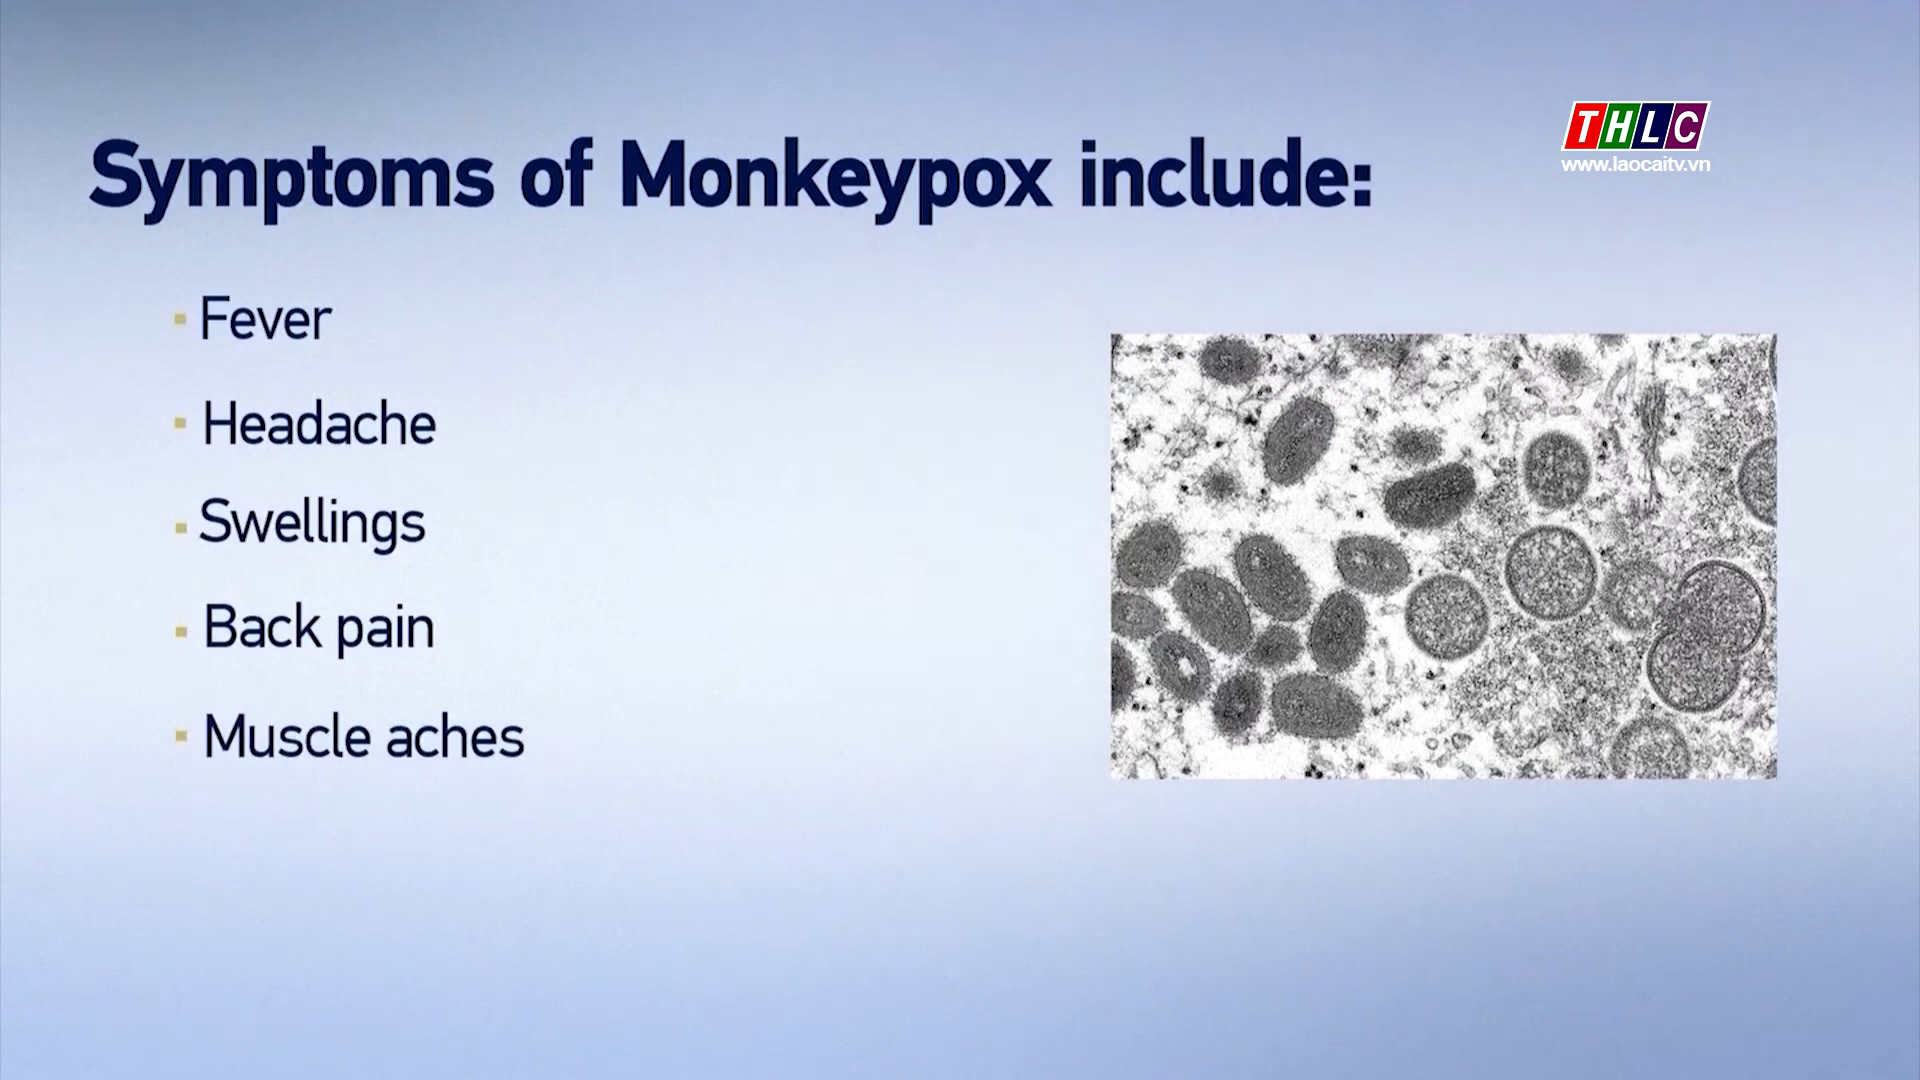 THLC
www.laocaitv.vn
Symptoms of Monkeypox include:
Fever
Headache
Swellings
Back pain
Muscle aches